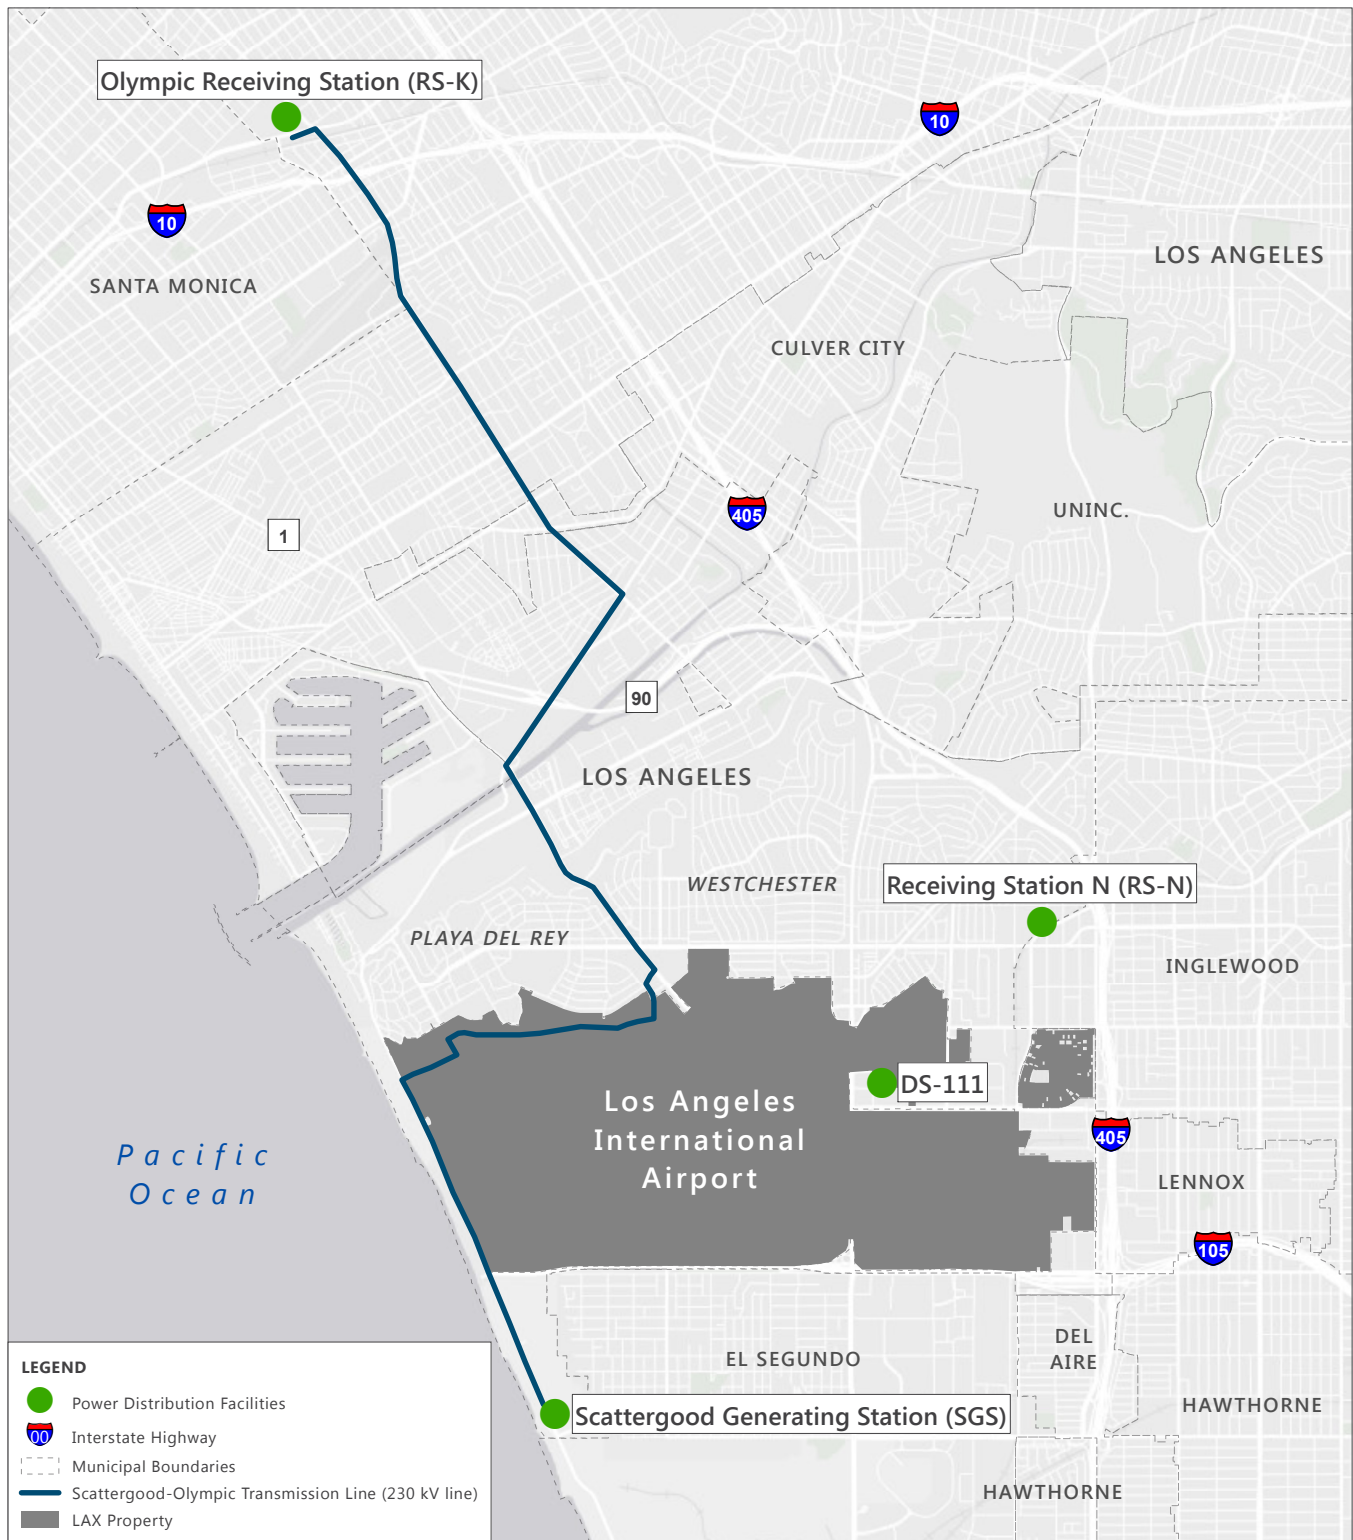 Olympic Receiving Station (RS-K)
10
10
LOS ANGELES
SANTA MONICA
CULVER CITY
405
UNINC.
1
90
LOS ANGELES
WESTCHESTER
Receiving Station N (RS-N)
PLAYA DEL REY
INGLEWOOD
DS-111
Los Angeles
International
Airport
405
Pacific
Ocean
LENNOX
105
DEL
AIRE
EL SEGUNDO
HAWTHORNE
Scattergood Generating Station (SGS)
HAWTHORNE
LEGEND
Power Distribution Facilities
00
Interstate Highway
Municipal Boundaries
Scattergood-Olympic Transmission Line (230 kV line)
LAX Property